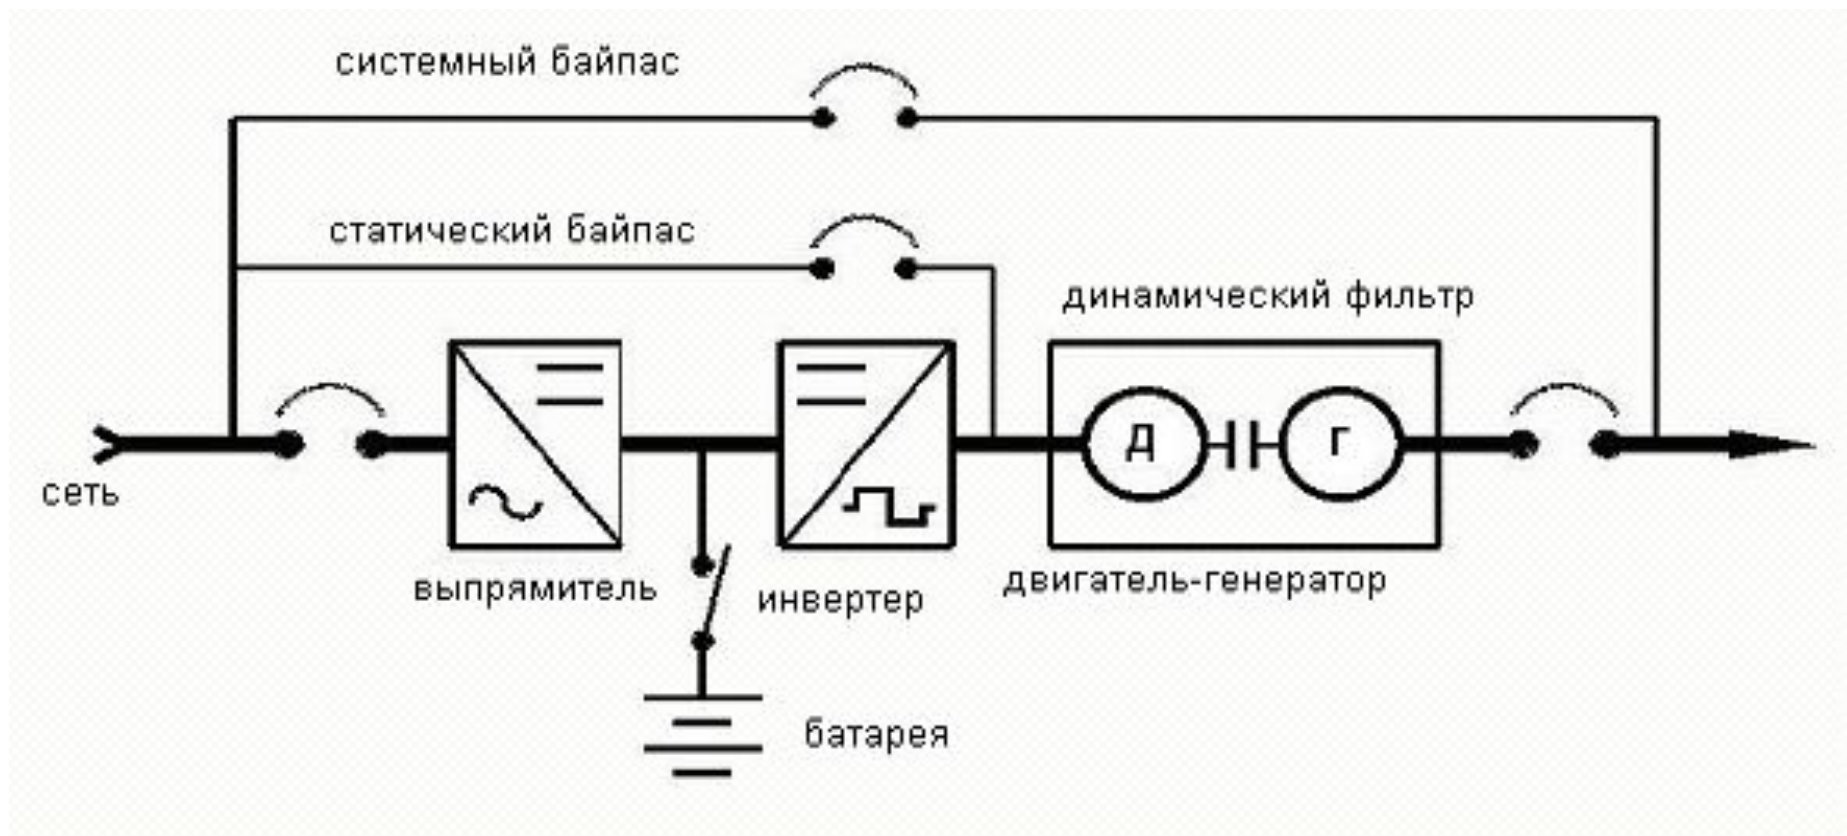 системный байпас
статический байпас
динамический фильтр
Д
Г
сеть
выпрямитель
инвертер
двигатель-генератор
батарея